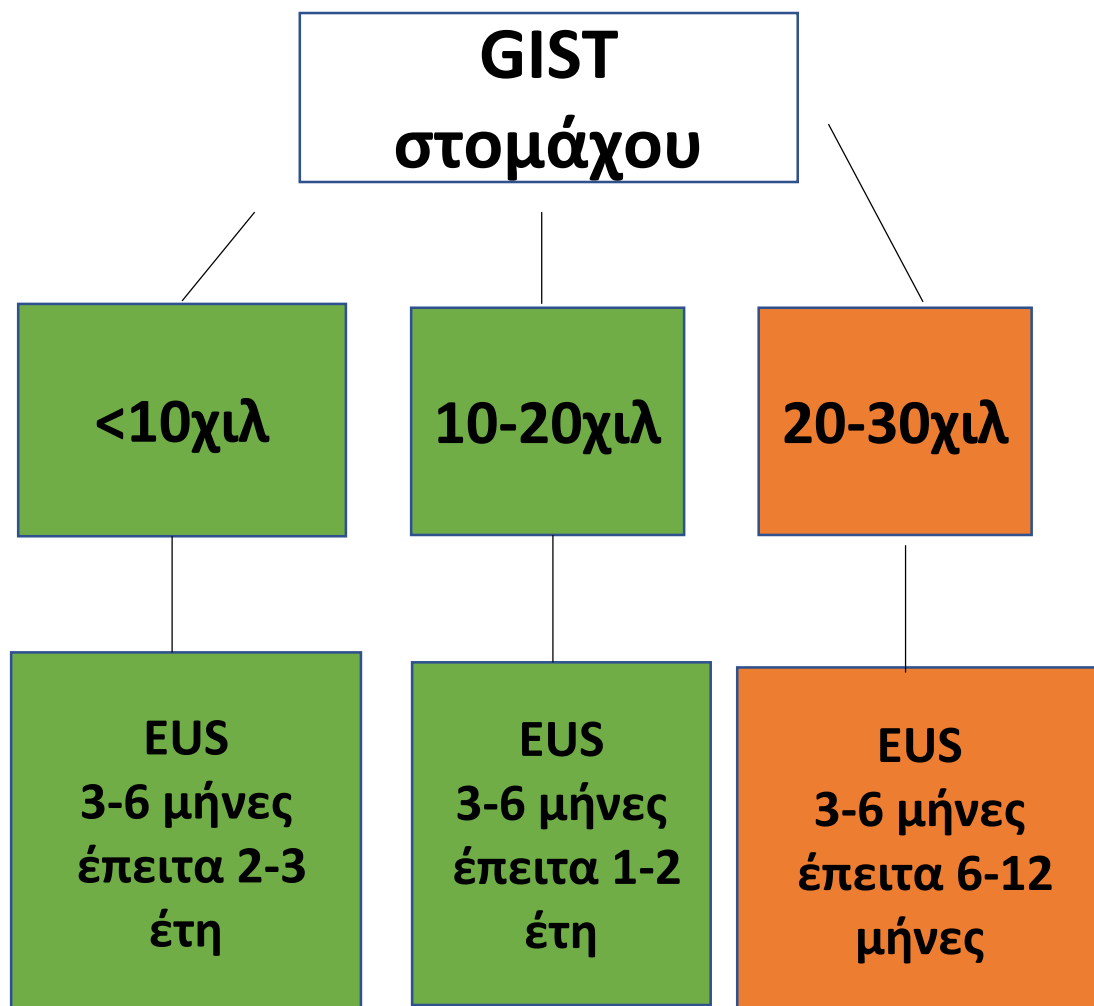 GIST
στομάχου
<10χιλ
10-20χιλ
20-30χιλ
EUS
3-6 μήνες
έπειτα 2-3
έτη
EUS
3-6 μήνες
έπειτα 1-2
έτη
EUS
3-6 μήνες
έπειτα 6-12
μήνες